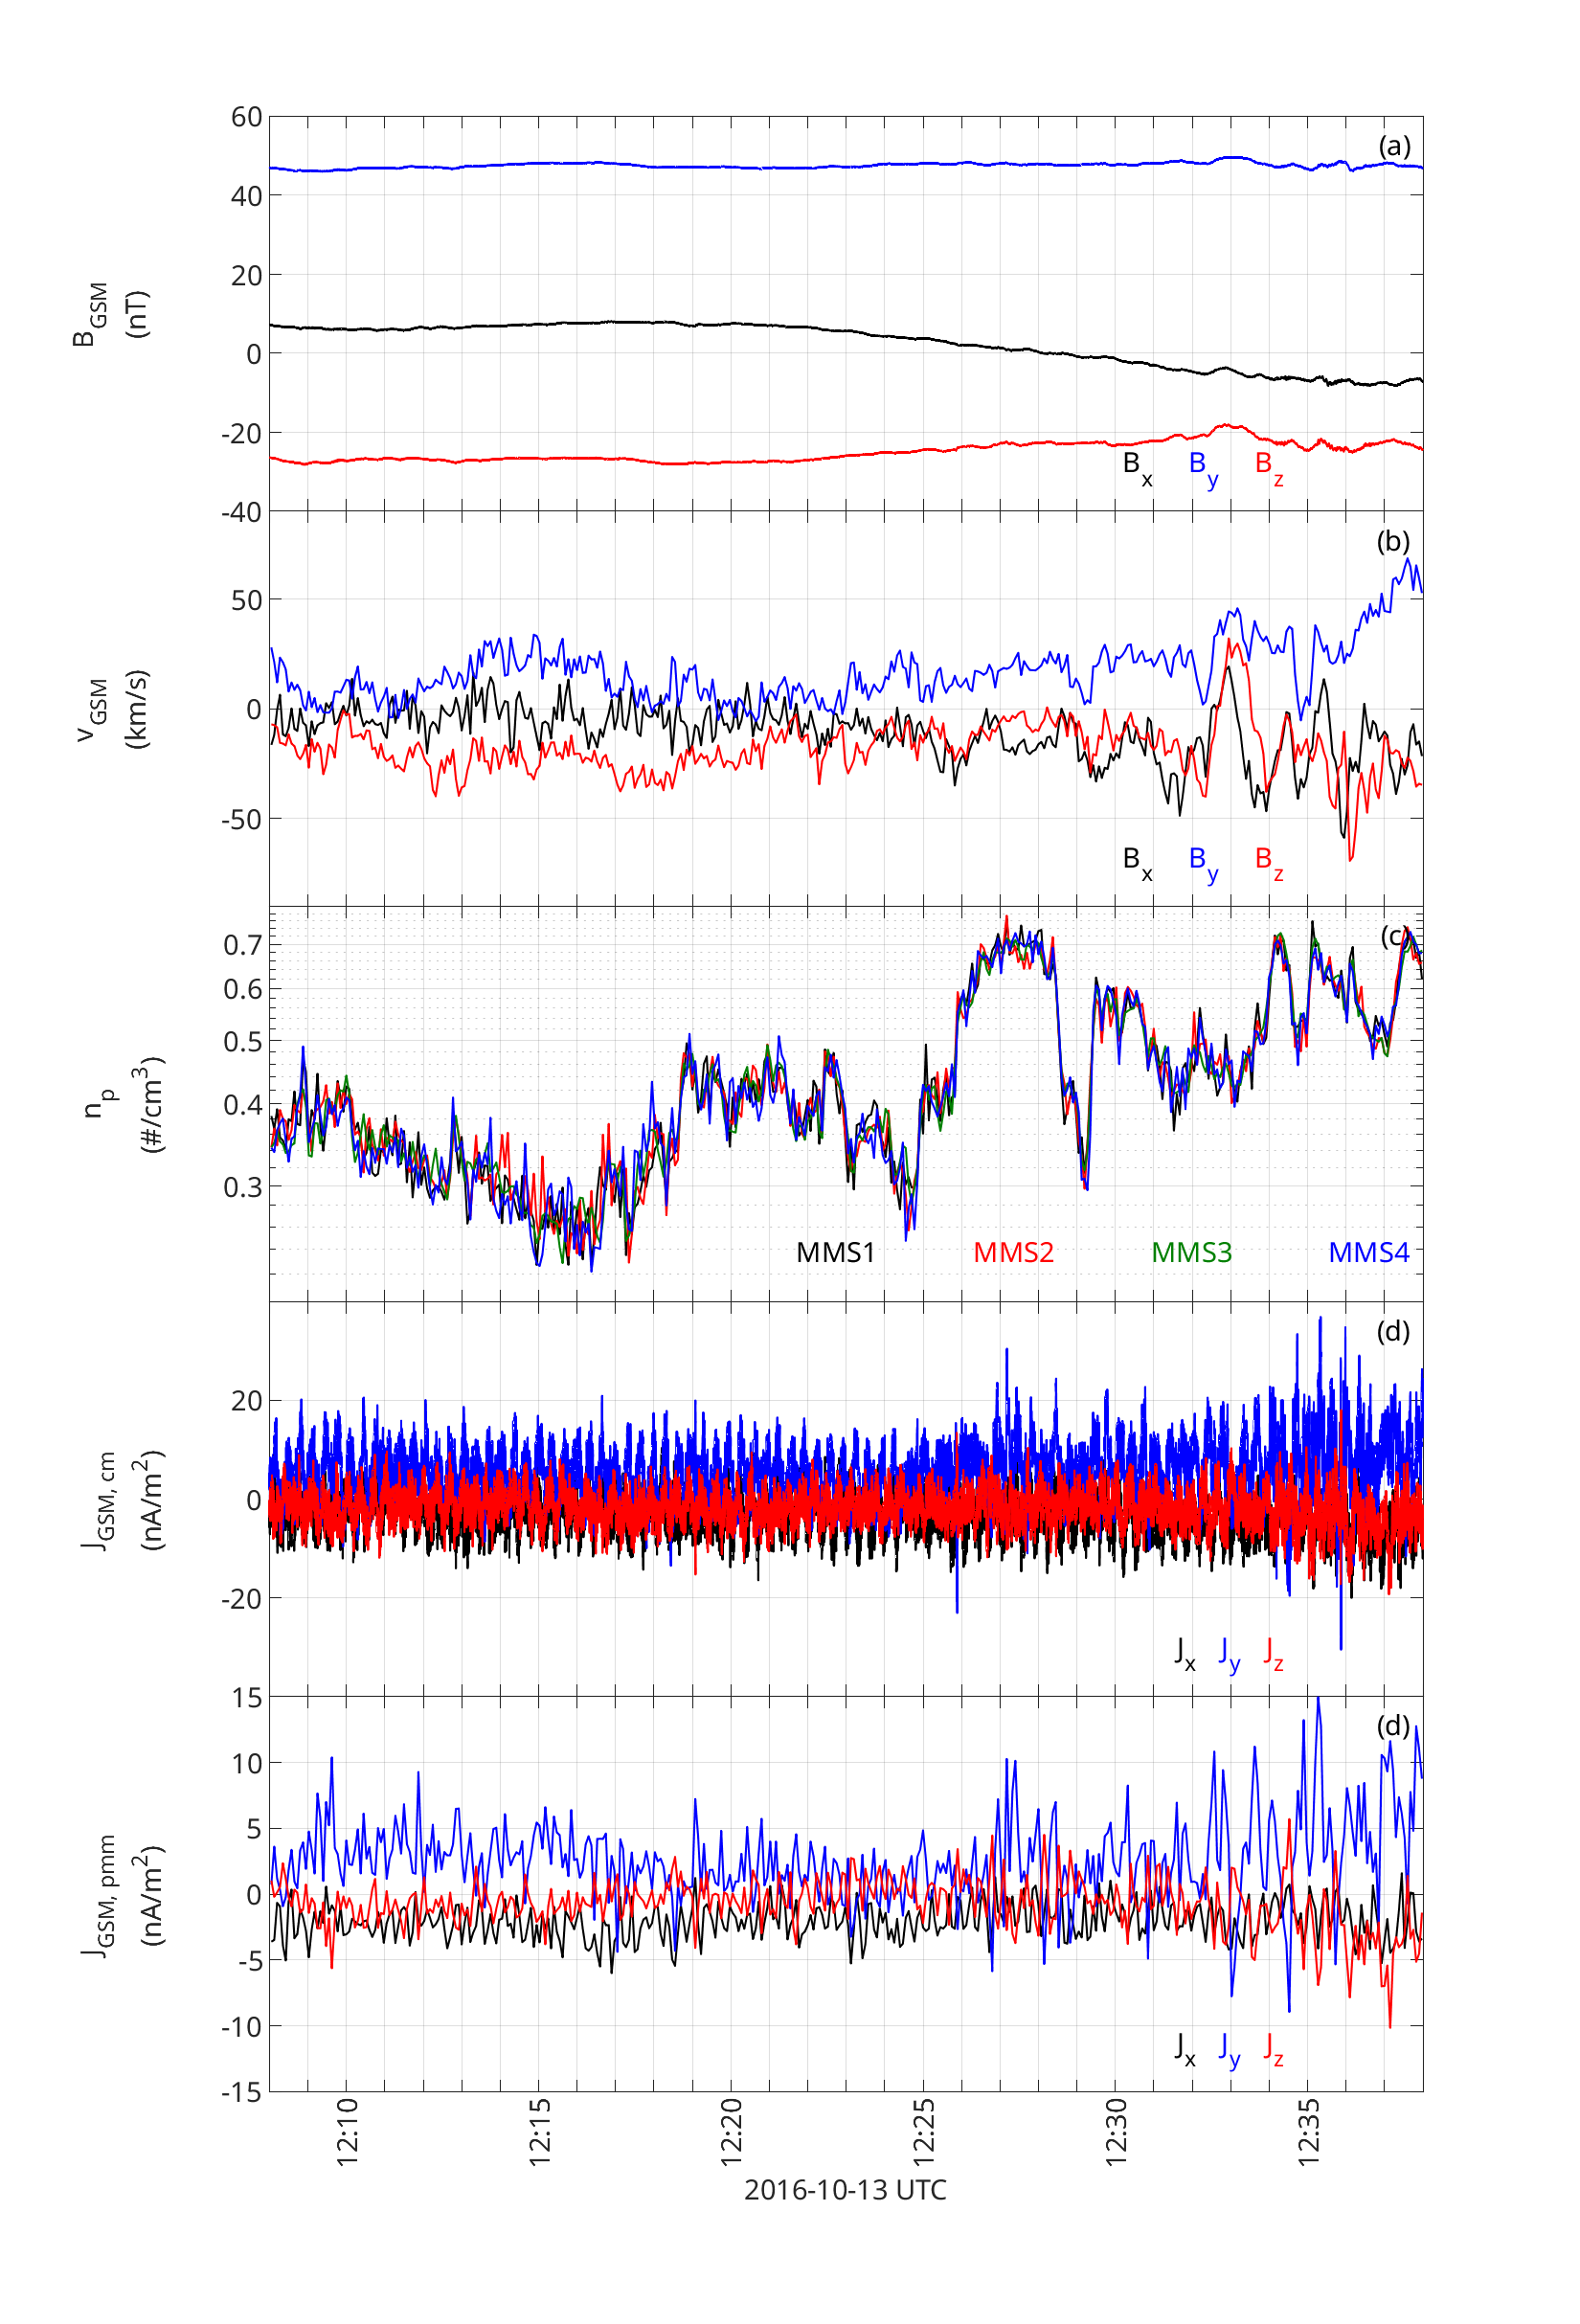 (a)
60
40
20
0
-20
-40
B_GSM
(nT)
B_x B_y B_z
(b)
50
0
-50
v_GSM
(km/s)
B_x B_y B_z
(c)
0.7
0.6
0.5
0.4
0.3
n_p
(#/cm^3)
MMS1 MMS2 MMS3 MMS4
(d)
20
0
-20
J_GSM, cm
(nA/m^2)
J_x J_y J_z
(d)
15
10
5
0
-5
-10
-15
J_GSM, pmm
(nA/m^2)
J_x J_y J_z
12:10 12:15 12:20 12:25 12:30 12:35
2016-10-13 UTC